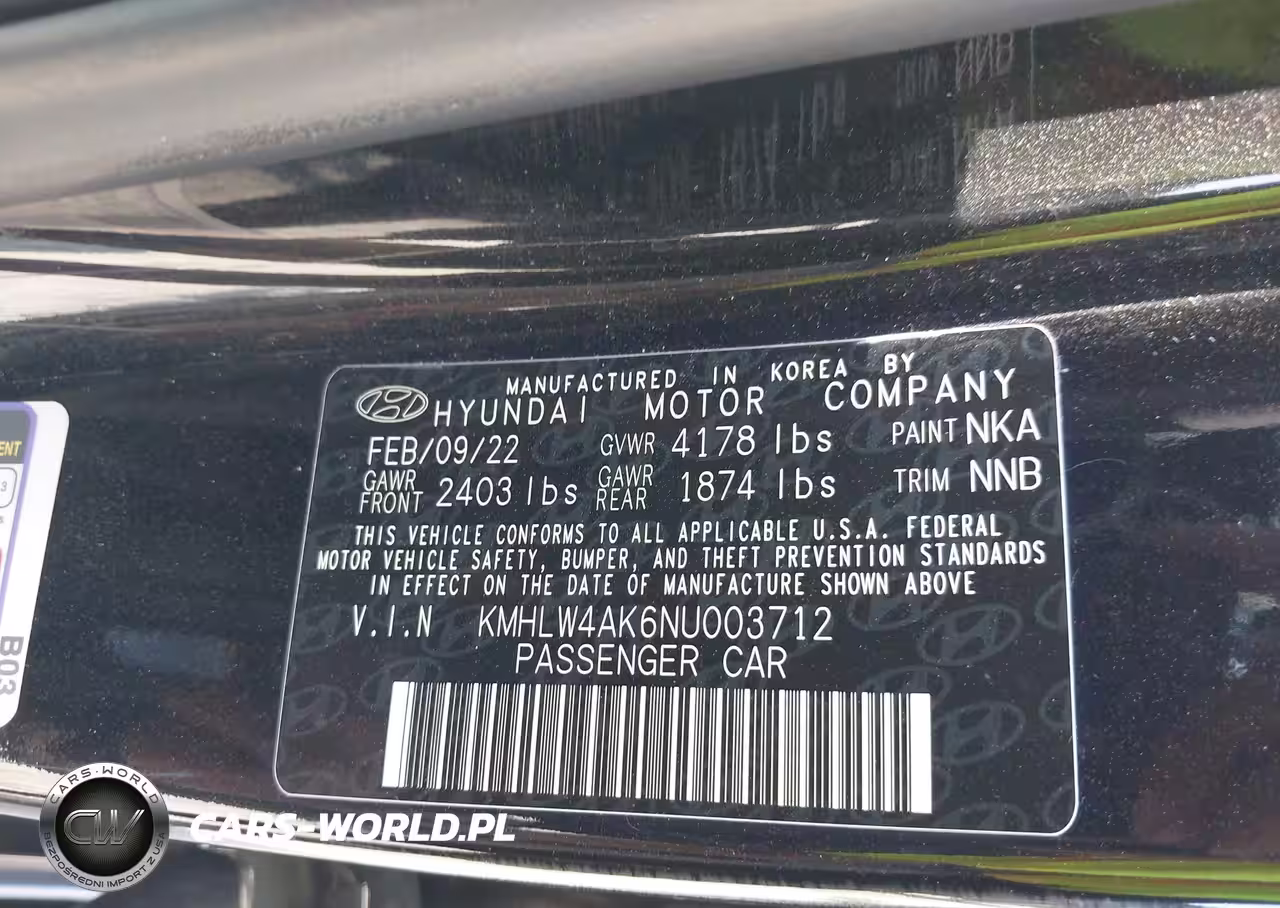 MANUFACTURED IN KOREA BY
HYUNDAI MOTOR COMPANY
FEB/09/22 GVWR 4178 lbs PAINT NKA
GAWR FRONT 2403 lbs GAWR REAR 1874 lbs TRIM NNB
THIS VEHICLE CONFORMS TO ALL APPLICABLE U.S.A. FEDERAL
MOTOR VEHICLE SAFETY, BUMPER, AND THEFT PREVENTION STANDARDS
IN EFFECT ON THE DATE OF MANUFACTURE SHOWN ABOVE
V.I.N KMHLW4AK6NU003712
PASSENGER CAR
B03
CARS-WORLD
CW
BEZPOŚREDNI IMPORT Z USA
CARS-WORLD.PL